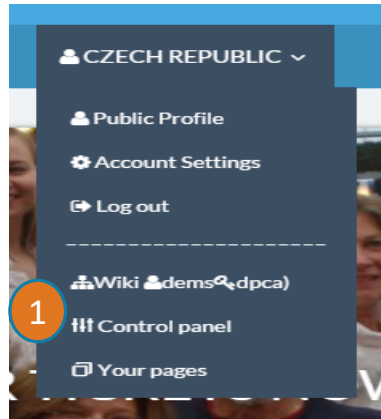 CZECH REPUBLIC
Public Profile
Account Settings
Log out
----------------------
Wiki dems dpca)
1
Control panel
Your pages